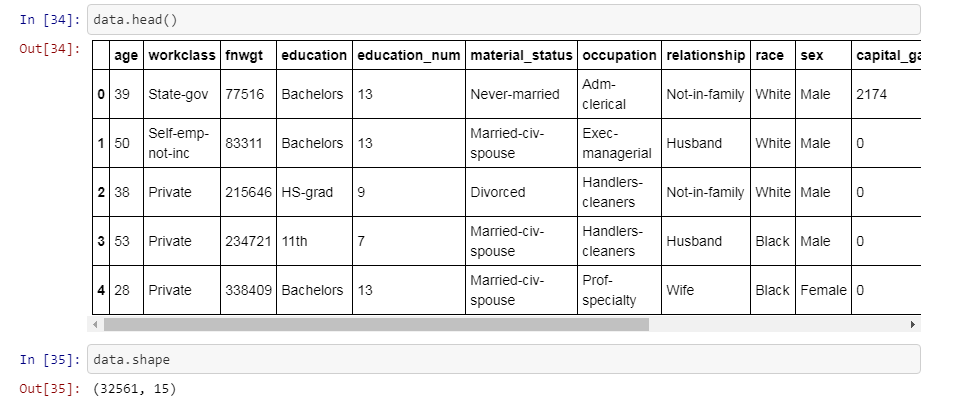 In [34]: data.head()
Out[34]:
age workclass fnwgt education education_num material_status occupation relationship race sex capital_ga
0 39 State-gov 77516 Bachelors 13 Never-married Adm-clerical Not-in-family White Male 2174
1 50 Self-emp-not-inc 83311 Bachelors 13 Married-civ-spouse Exec-managerial Husband White Male 0
2 38 Private 215646 HS-grad 9 Divorced Handlers-cleaners Not-in-family White Male 0
3 53 Private 234721 11th 7 Married-civ-spouse Handlers-cleaners Husband Black Male 0
4 28 Private 338409 Bachelors 13 Married-civ-spouse Prof-specialty Wife Black Female 0
In [35]: data.shape
Out[35]: (32561, 15)